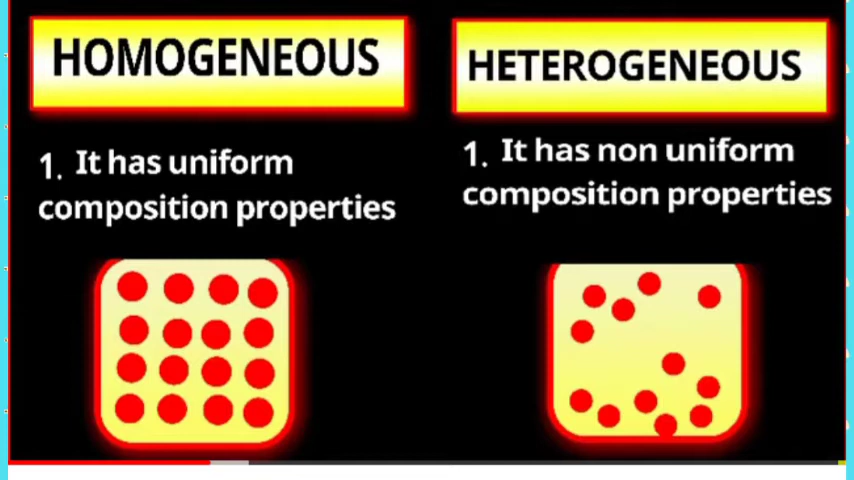 HOMOGENEOUS
1. It has uniform
composition properties
HETEROGENEOUS
1. It has non uniform
composition properties